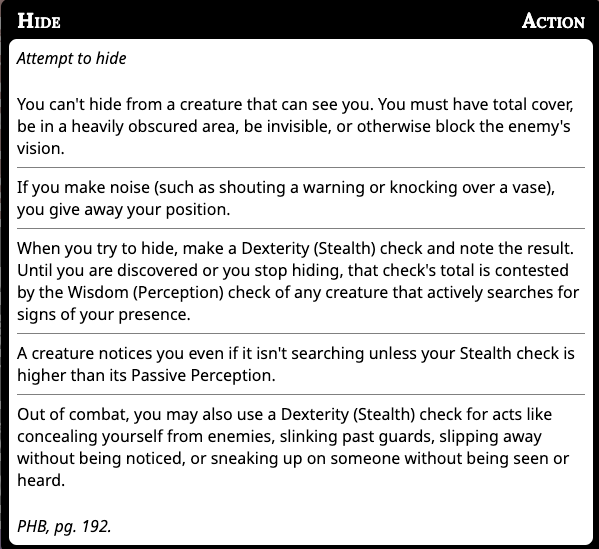 HIDE
ACTION
Attempt to hide
You can't hide from a creature that can see you. You must have total cover,
be in a heavily obscured area, be invisible, or otherwise block the enemy's
vision.
If you make noise (such as shouting a warning or knocking over a vase),
you give away your position.
When you try to hide, make a Dexterity (Stealth) check and note the result.
Until you are discovered or you stop hiding, that check's total is contested
by the Wisdom (Perception) check of any creature that actively searches for
signs of your presence.
A creature notices you even if it isn't searching unless your Stealth check is
higher than its Passive Perception.
Out of combat, you may also use a Dexterity (Stealth) check for acts like
concealing yourself from enemies, slinking past guards, slipping away
without being noticed, or sneaking up on someone without being seen or
heard.
PHB, pg. 192.